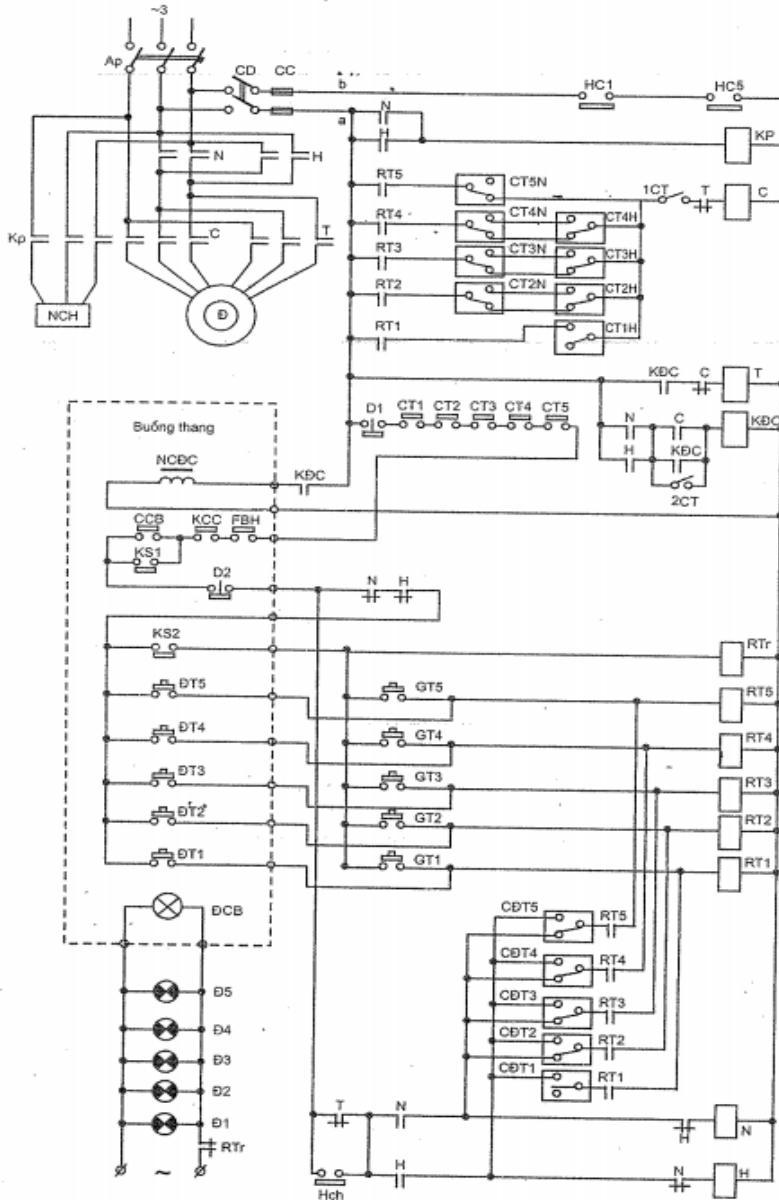 ~3
Ap
CD CC b HC1 HC5
a N
H KP
N H
RT5 CT5N 1CT T C
RT4 CT4N CT4H
Kp C T RT3 CT3N CT3H
RT2 CT2N CT2H
NCH Đ RT1 CT1H
KĐC C T
Buồng thang D1 CT1 CT2 CT3 CT4 CT5 N C KĐC
NCĐC KĐC H KĐC
2CT
CCB KCC FBH
KS1
D2 N H
KS2 RTr
ĐT5 GT5 RT5
ĐT4 GT4 RT4
ĐT3 GT3 RT3
ĐT2 GT2 RT2
ĐT1 GT1 RT1
ĐCB CĐT5 RT5
CĐT4 RT4
Đ5 CĐT3 RT3
Đ4 CĐT2 RT2
Đ3 CĐT1 RT1
Đ2
Đ1 T N H N
RTr
~ Hch H N H